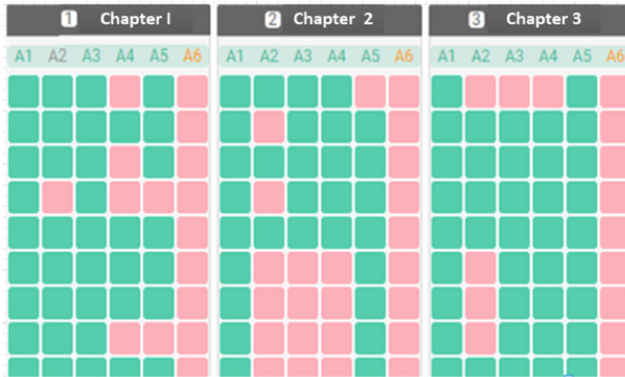 1 Chapter I
A1 A2 A3 A4 A5 A6
2 Chapter 2
A1 A2 A3 A4 A5 A6
3 Chapter 3
A1 A2 A3 A4 A5 A6